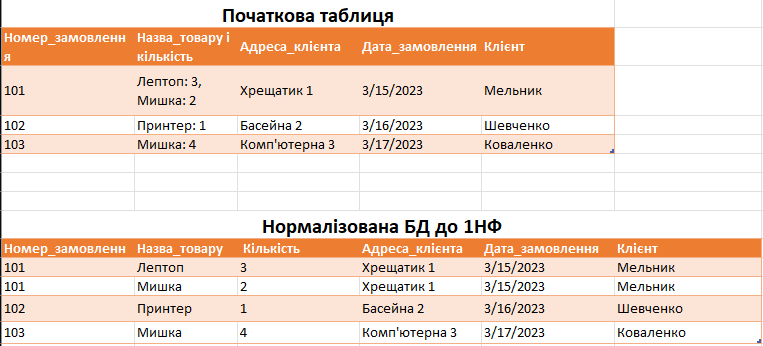 Початкова таблиця
Номер_замовленн
я Назва_товару і
кількість Адреса_клієнта Дата_замовлення Клієнт
101 Лептоп: 3,
Мишка: 2 Хрещатик 1 3/15/2023 Мельник
102 Принтер: 1 Басейна 2 3/16/2023 Шевченко
103 Мишка: 4 Комп'ютерна 3 3/17/2023 Коваленко
Нормалізована БД до 1НФ
Номер_замовленн Назва_товару Кількість Адреса_клієнта Дата_замовлення Клієнт
101 Лептоп 3 Хрещатик 1 3/15/2023 Мельник
101 Мишка 2 Хрещатик 1 3/15/2023 Мельник
102 Принтер 1 Басейна 2 3/16/2023 Шевченко
103 Мишка 4 Комп'ютерна 3 3/17/2023 Коваленко